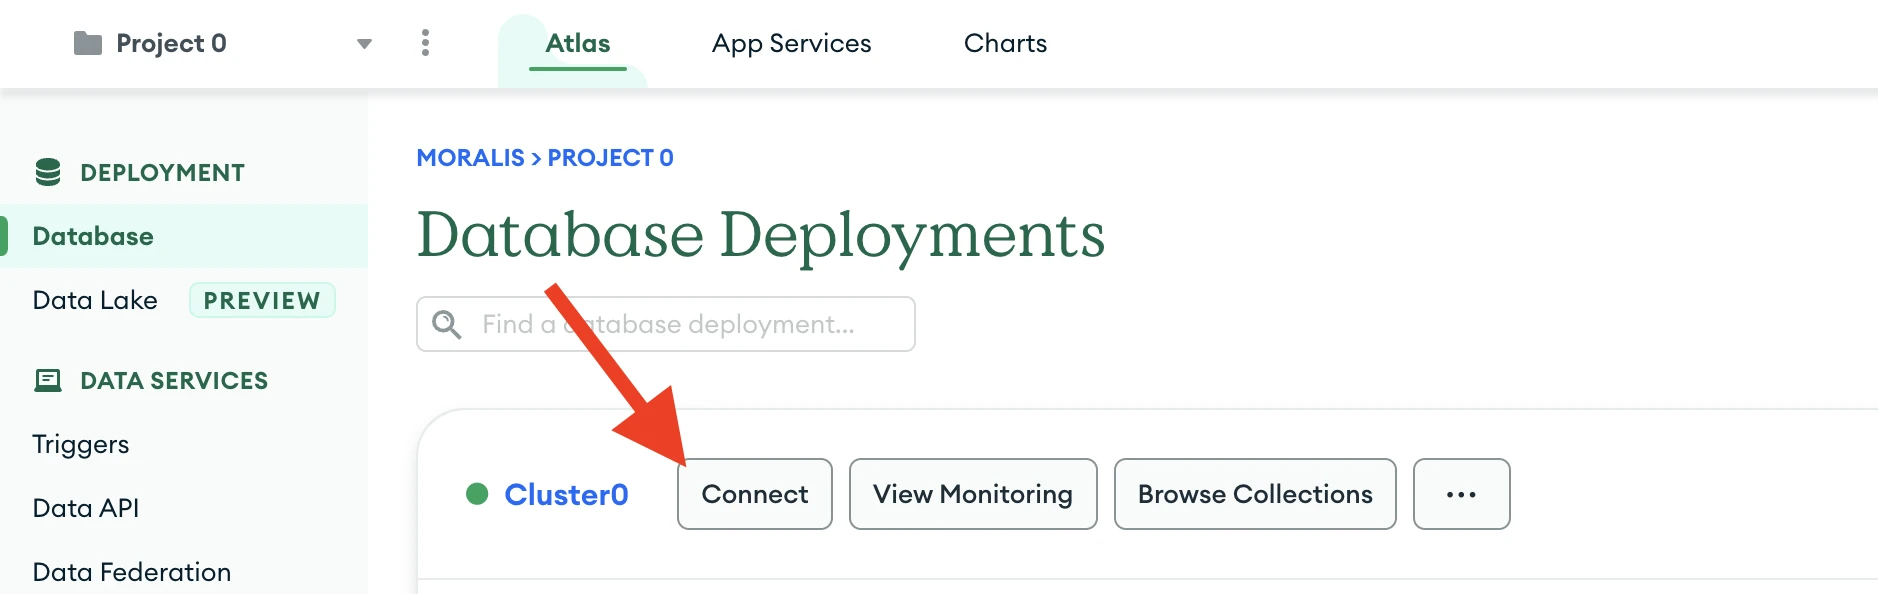 Project 0
Atlas
App Services
Charts
DEPLOYMENT
Database
Data Lake
PREVIEW
DATA SERVICES
Triggers
Data API
Data Federation
MORALIS > PROJECT 0
Database Deployments
Find a database deployment...
Cluster0
Connect
View Monitoring
Browse Collections
...